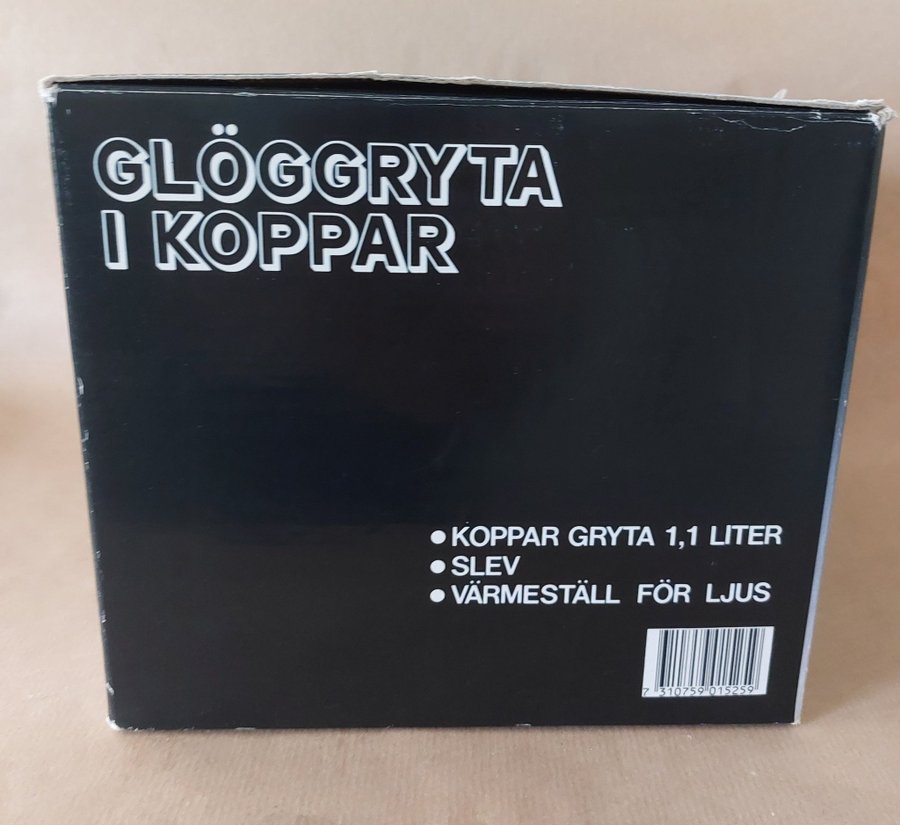 GLÖGGRYTA
I KOPPAR
● KOPPAR GRYTA 1,1 LITER
● SLEV
● VÄRMESTÄLL FÖR LJUS
7 310759 015259